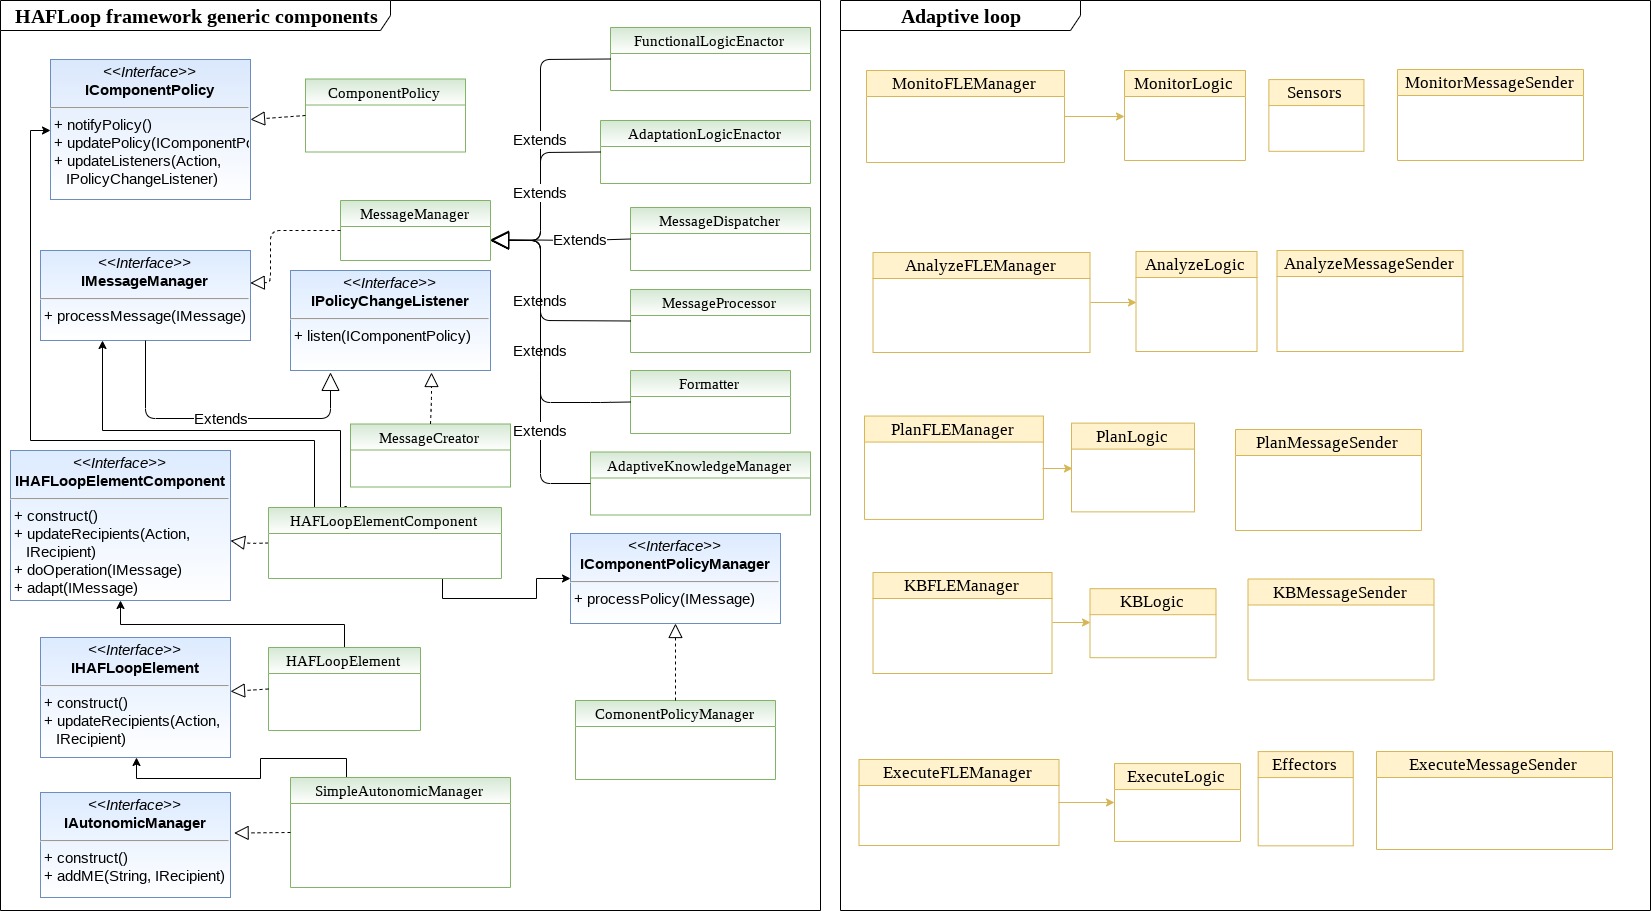 HAFLoop framework generic components
<<Interface>>
IComponentPolicy
+ notifyPolicy()
+ updatePolicy(IComponentPo
+ updateListeners(Action,
IPolicyChangeListener)
ComponentPolicy
FunctionalLogicEnactor
Extends
AdaptationLogicEnactor
Extends
MessageManager
MessageDispatcher
Extends
<<Interface>>
IMessageManager
+ processMessage(IMessage)
<<Interface>>
IPolicyChangeListener
+ listen(IComponentPolicy)
Extends
MessageProcessor
Extends
Formatter
Extends
MessageCreator
Extends
AdaptiveKnowledgeManager
<<Interface>>
IHAFLoopElementComponent
+ construct()
+ updateRecipients(Action,
IRecipient)
+ doOperation(IMessage)
+ adapt(IMessage)
HAFLoopElementComponent
<<Interface>>
IComponentPolicyManager
+ processPolicy(IMessage)
<<Interface>>
IHAFLoopElement
+ construct()
+ updateRecipients(Action,
IRecipient)
HAFLoopElement
ComonentPolicyManager
<<Interface>>
IAutonomicManager
+ construct()
+ addME(String, IRecipient)
SimpleAutonomicManager
Adaptive loop
MonitoFLEManager
MonitorLogic
Sensors
MonitorMessageSender
AnalyzeFLEManager
AnalyzeLogic
AnalyzeMessageSender
PlanFLEManager
PlanLogic
PlanMessageSender
KBFLEManager
KBLogic
KBMessageSender
ExecuteFLEManager
ExecuteLogic
Effectors
ExecuteMessageSender